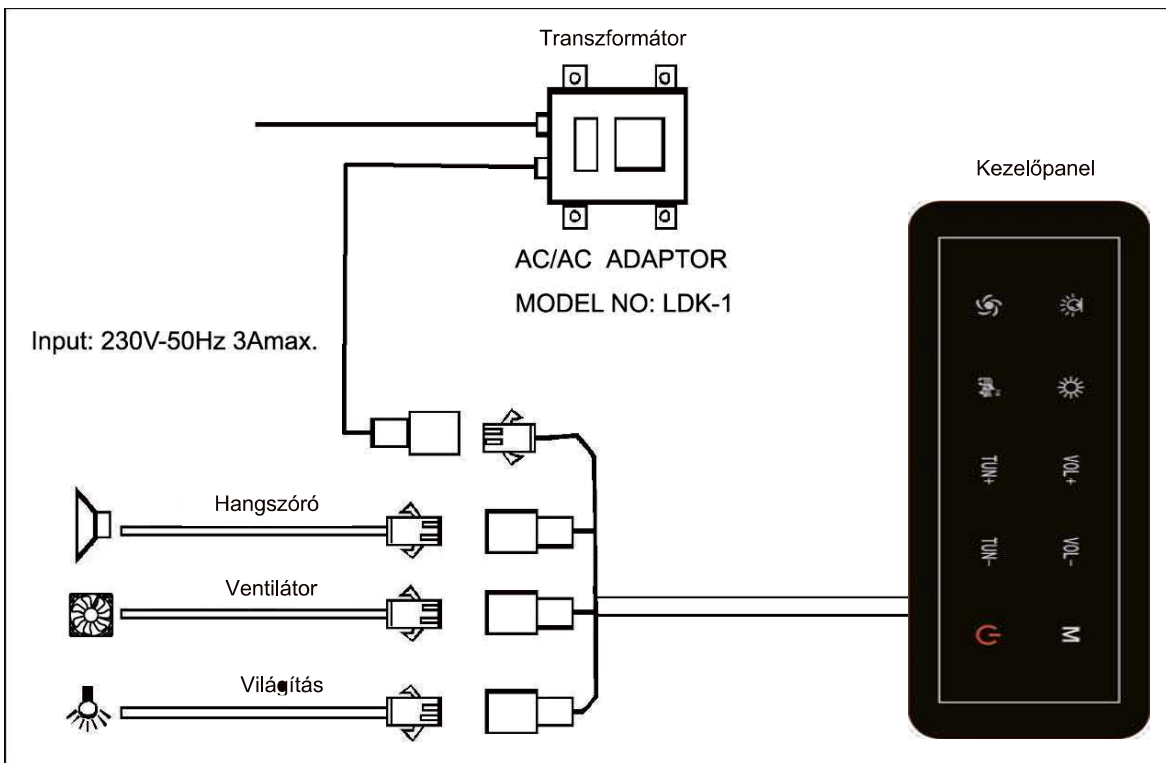 Transzformátor
Kezelőpanel
AC/AC ADAPTOR
MODEL NO: LDK-1
Input: 230V-50Hz 3Amax.
Hangszóró
Ventilátor
Világítás
TUN+
VOL+
TUN-
VOL-
M